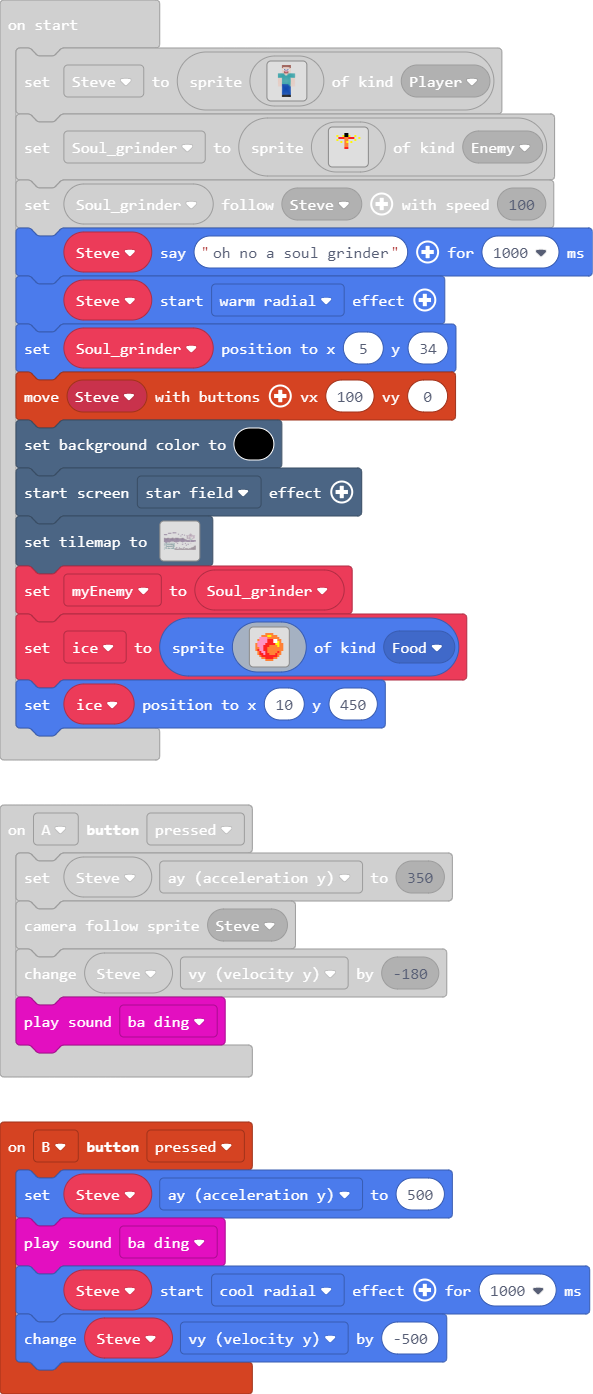 on start
set Steve to sprite of kind Player
set Soul_grinder to sprite of kind Enemy
set Soul_grinder follow Steve with speed 100
Steve say "oh no a soul grinder" for 1000 ms
Steve start warm radial effect
set Soul_grinder position to x 5 y 34
move Steve with buttons vx 100 vy 0
set background color to
start screen star field effect
set tilemap to
set myEnemy to Soul_grinder
set ice to sprite of kind Food
set ice position to x 10 y 450
on A button pressed
set Steve ay (acceleration y) to 350
camera follow sprite Steve
change Steve vy (velocity y) by -180
play sound ba ding
on B button pressed
set Steve ay (acceleration y) to 500
play sound ba ding
Steve start cool radial effect for 1000 ms
change Steve vy (velocity y) by -500